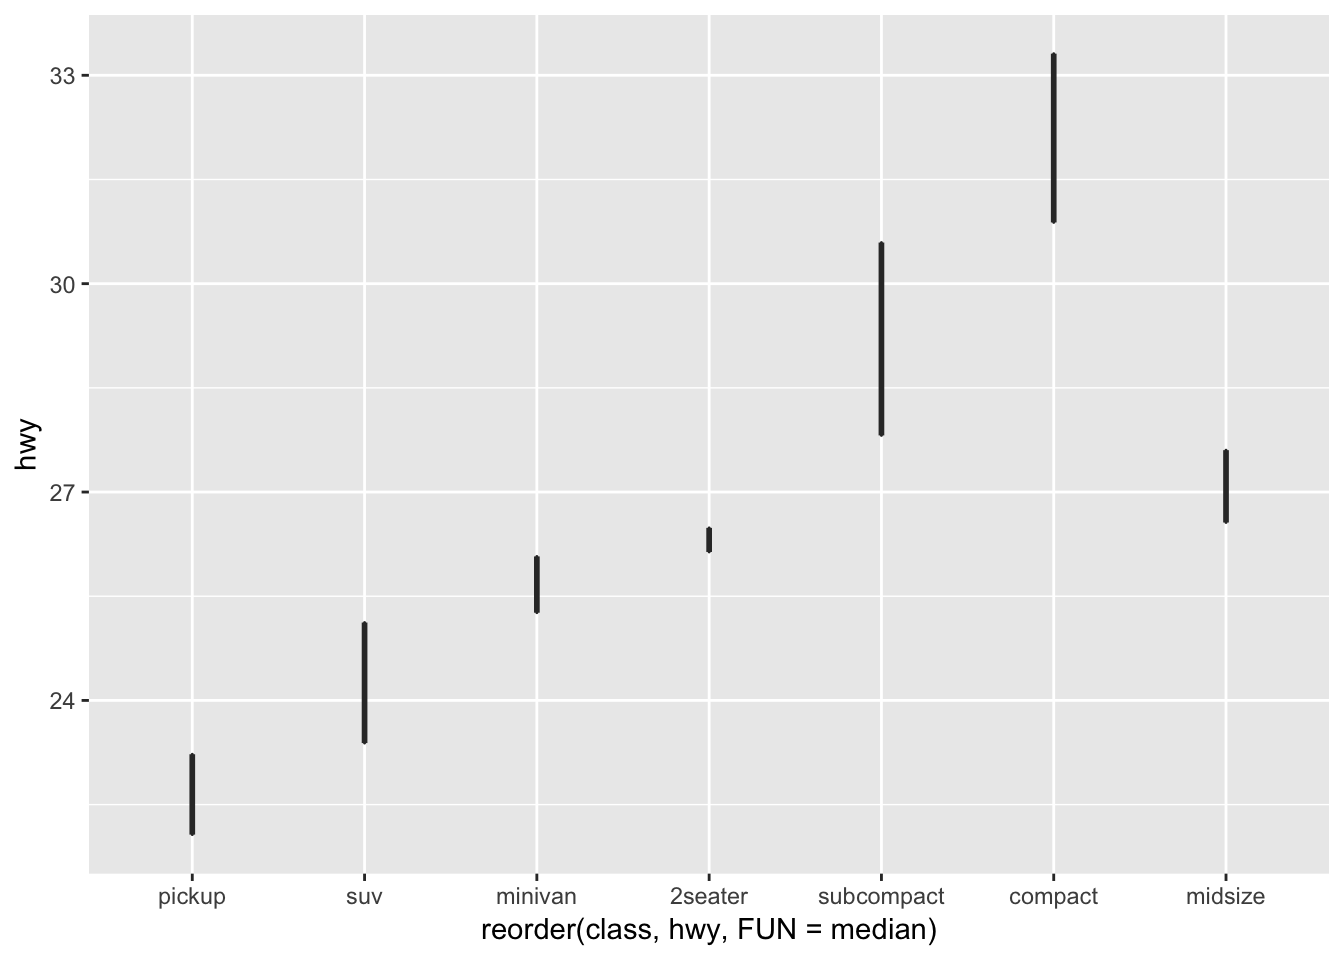 33
30
27
24
hwy
pickup suv minivan 2seater subcompact compact midsize
reorder(class, hwy, FUN = median)